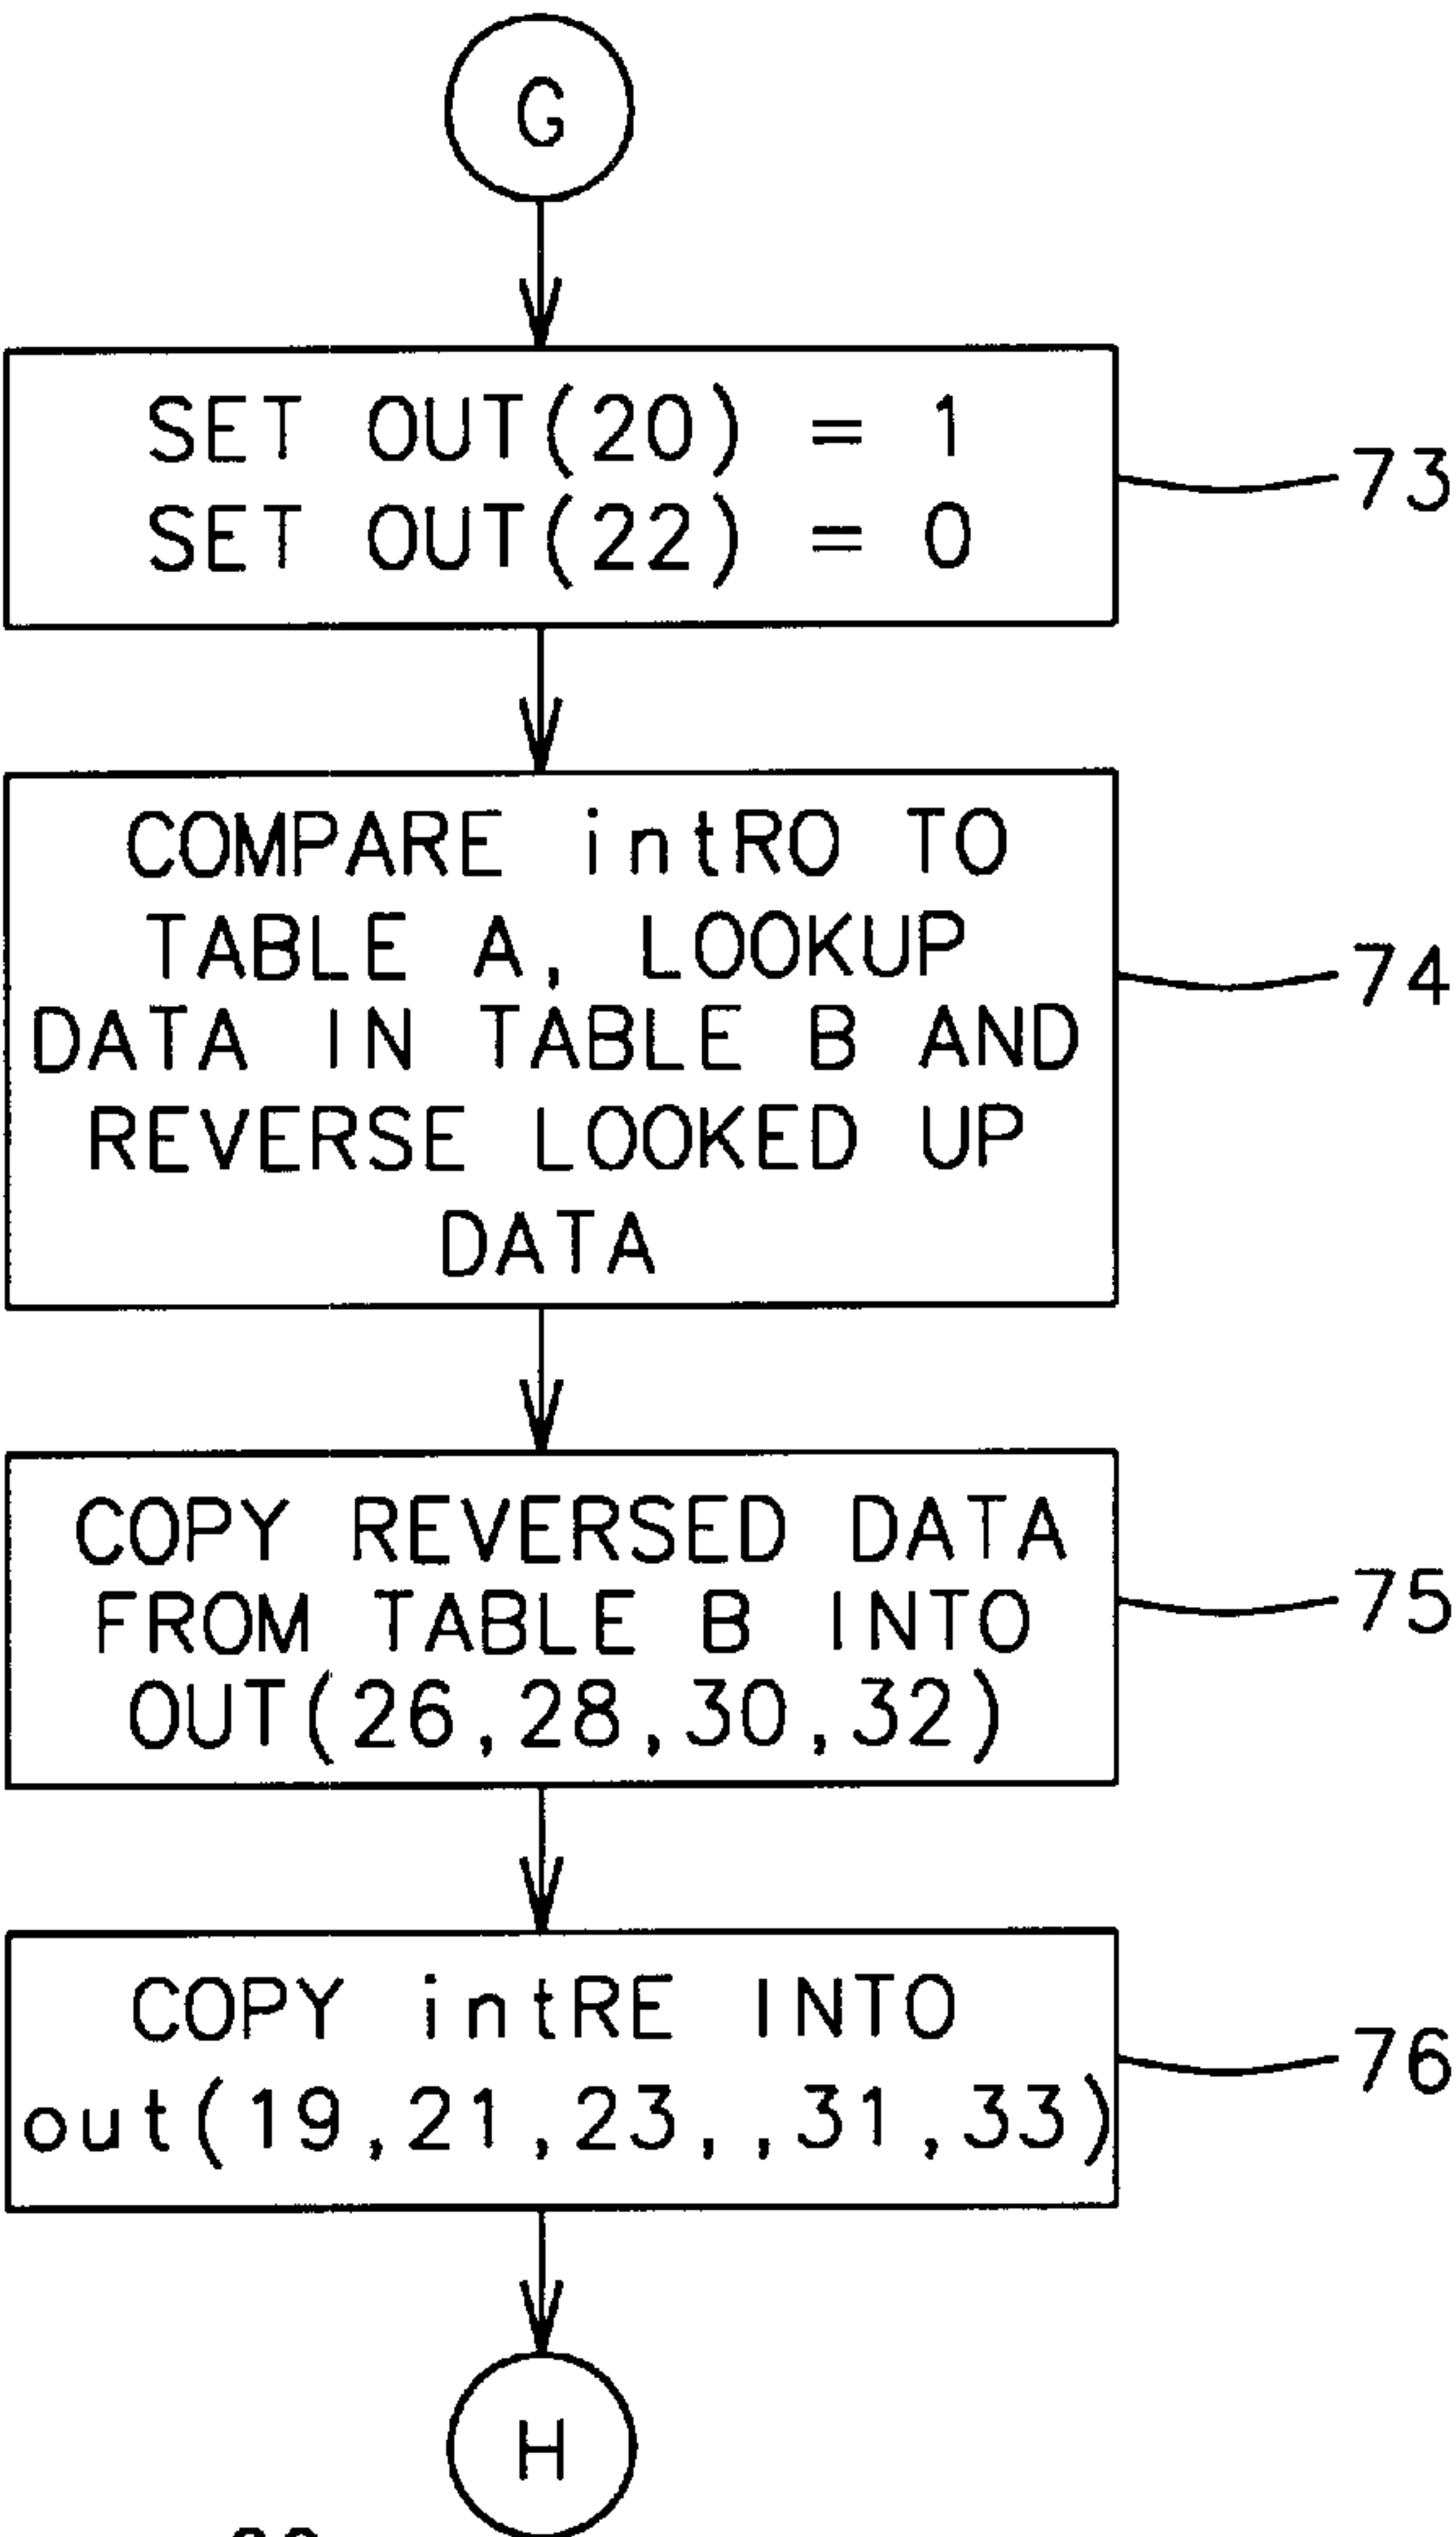 G
SET OUT(20) = 1
SET OUT(22) = 0
73
COMPARE intRO TO
TABLE A, LOOKUP
DATA IN TABLE B AND
REVERSE LOOKED UP
DATA
74
COPY REVERSED DATA
FROM TABLE B INTO
OUT(26,28,30,32)
75
COPY intRE INTO
out(19,21,23,,31,33)
76
H